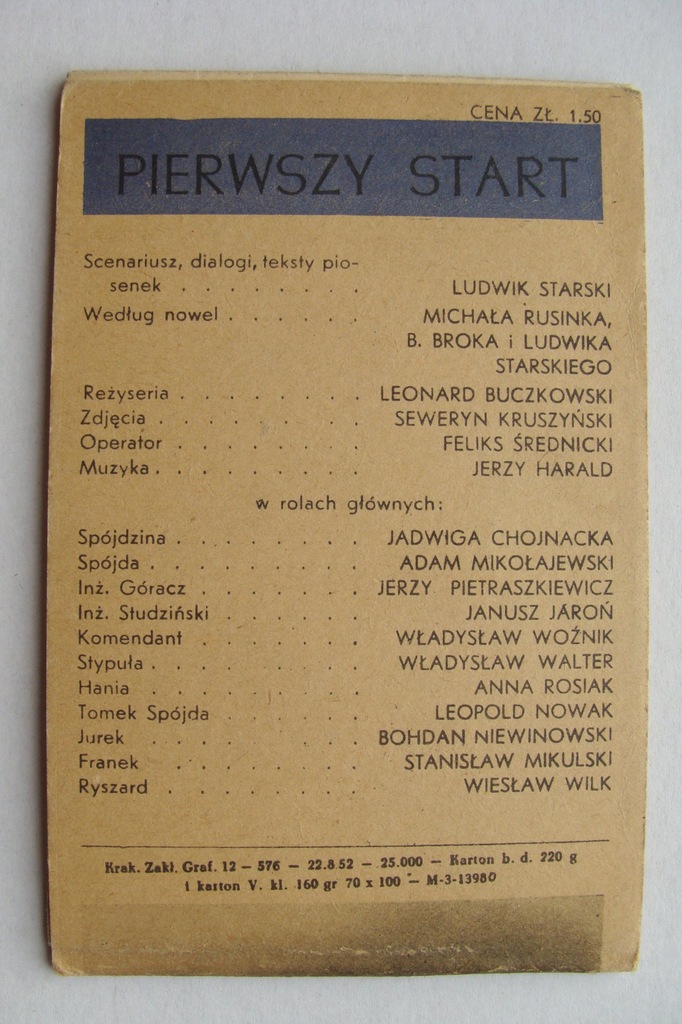 CENA ZŁ. 1.50
PIERWSZY START
Scenariusz, dialogi, teksty pio-
senek . . . . . . . LUDWIK STARSKI
Według nowel . . . . . . MICHAŁA RUSINKA,
B. BROKA i LUDWIKA
STARSKIEGO
Reżyseria . . . . . . . . LEONARD BUCZKOWSKI
Zdjęcia . . . . . . . . SEWERYN KRUSZYŃSKI
Operator . . . . . . . . FELIKS ŚREDNICKI
Muzyka . . . . . . . . . JERZY HARALD
w rolach głównych:
Spójdzina . . . . . . . . JADWIGA CHOJNACKA
Spójda . . . . . . . . . ADAM MIKOŁAJEWSKI
Inż. Góracz . . . . . . . JERZY PIETRASZKIEWICZ
Inż. Studziński . . . . . . JANUSZ JAROŃ
Komendant . . . . . . . WŁADYSŁAW WOŹNIK
Stypuła . . . . . . . . . WŁADYSŁAW WALTER
Hania . . . . . . . . . ANNA ROSIAK
Tomek Spójda . . . . . . LEOPOLD NOWAK
Jurek . . . . . . . . . BOHDAN NIEWINOWSKI
Franek . . . . . . . . STANISŁAW MIKULSKI
Ryszard . . . . . . . . WIESŁAW WILK
Krak. Zakł. Graf. 12 — 576 — 22.8.52 — 25.000 — Karton b. d. 220 g
i karton V. kl. 160 gr 70 x 100 — M-3-13980